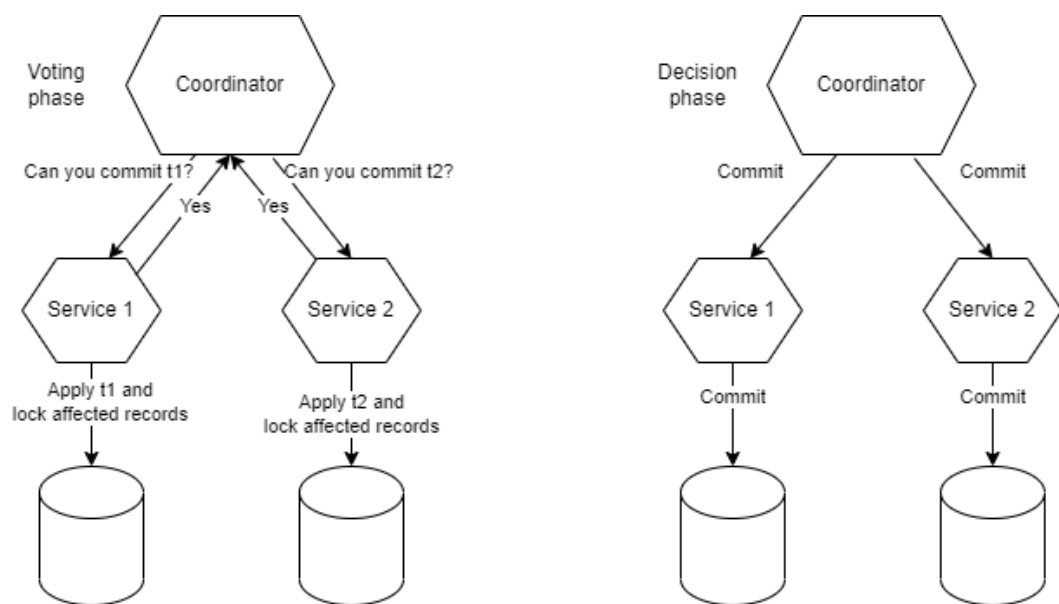 Voting
phase
Coordinator
Can you commit t1?
Can you commit t2?
Yes
Yes
Service 1
Service 2
Apply t1 and
lock affected records
Apply t2 and
lock affected records
Decision
phase
Coordinator
Commit
Commit
Service 1
Service 2
Commit
Commit